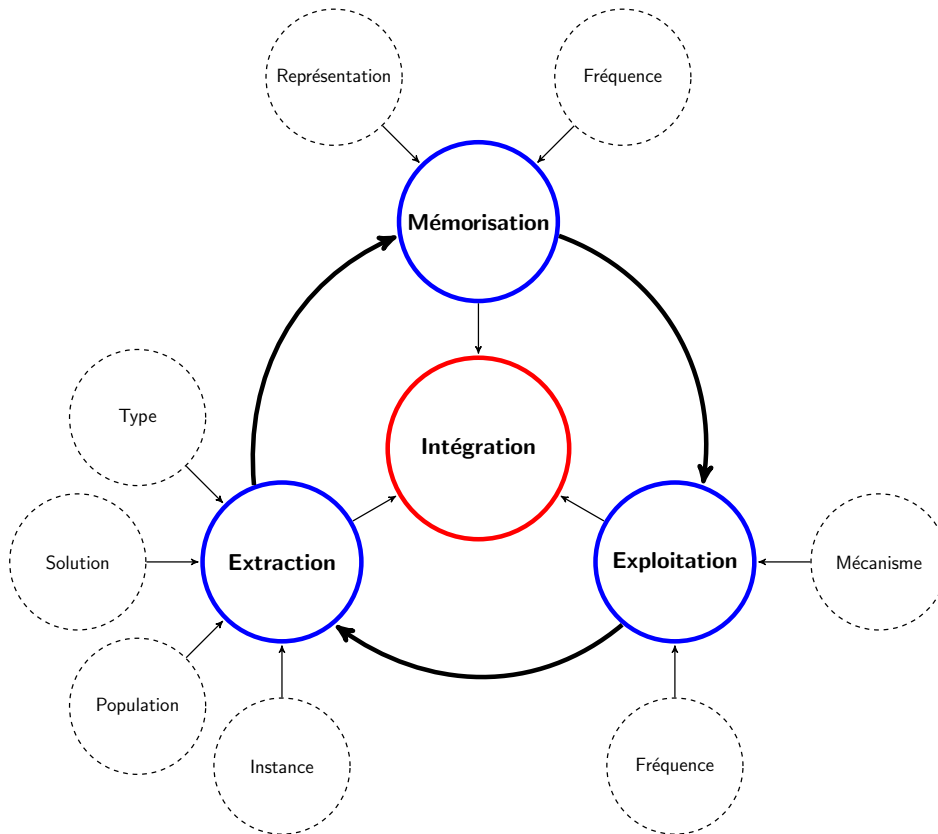 Représentation
Fréquence
Mémorisation
Type
Intégration
Solution
Extraction
Exploitation
Mécanisme
Population
Instance
Fréquence